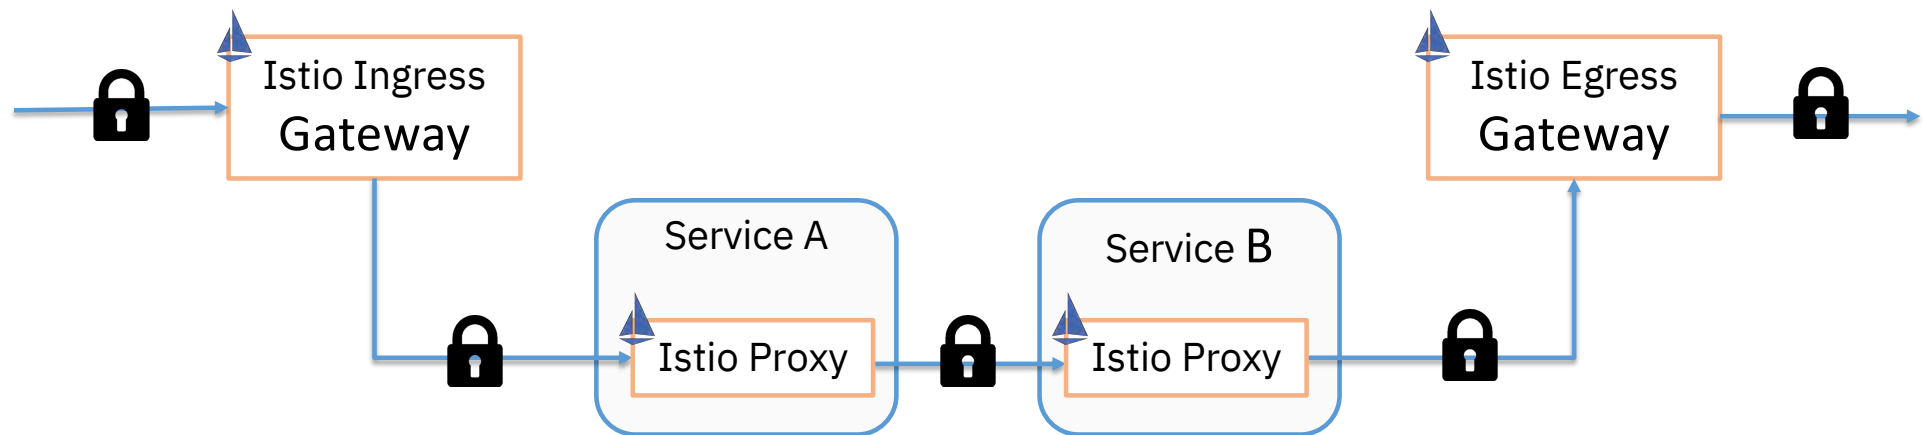 Istio Ingress
Gateway
Service A
Istio Proxy
Service B
Istio Proxy
Istio Egress
Gateway